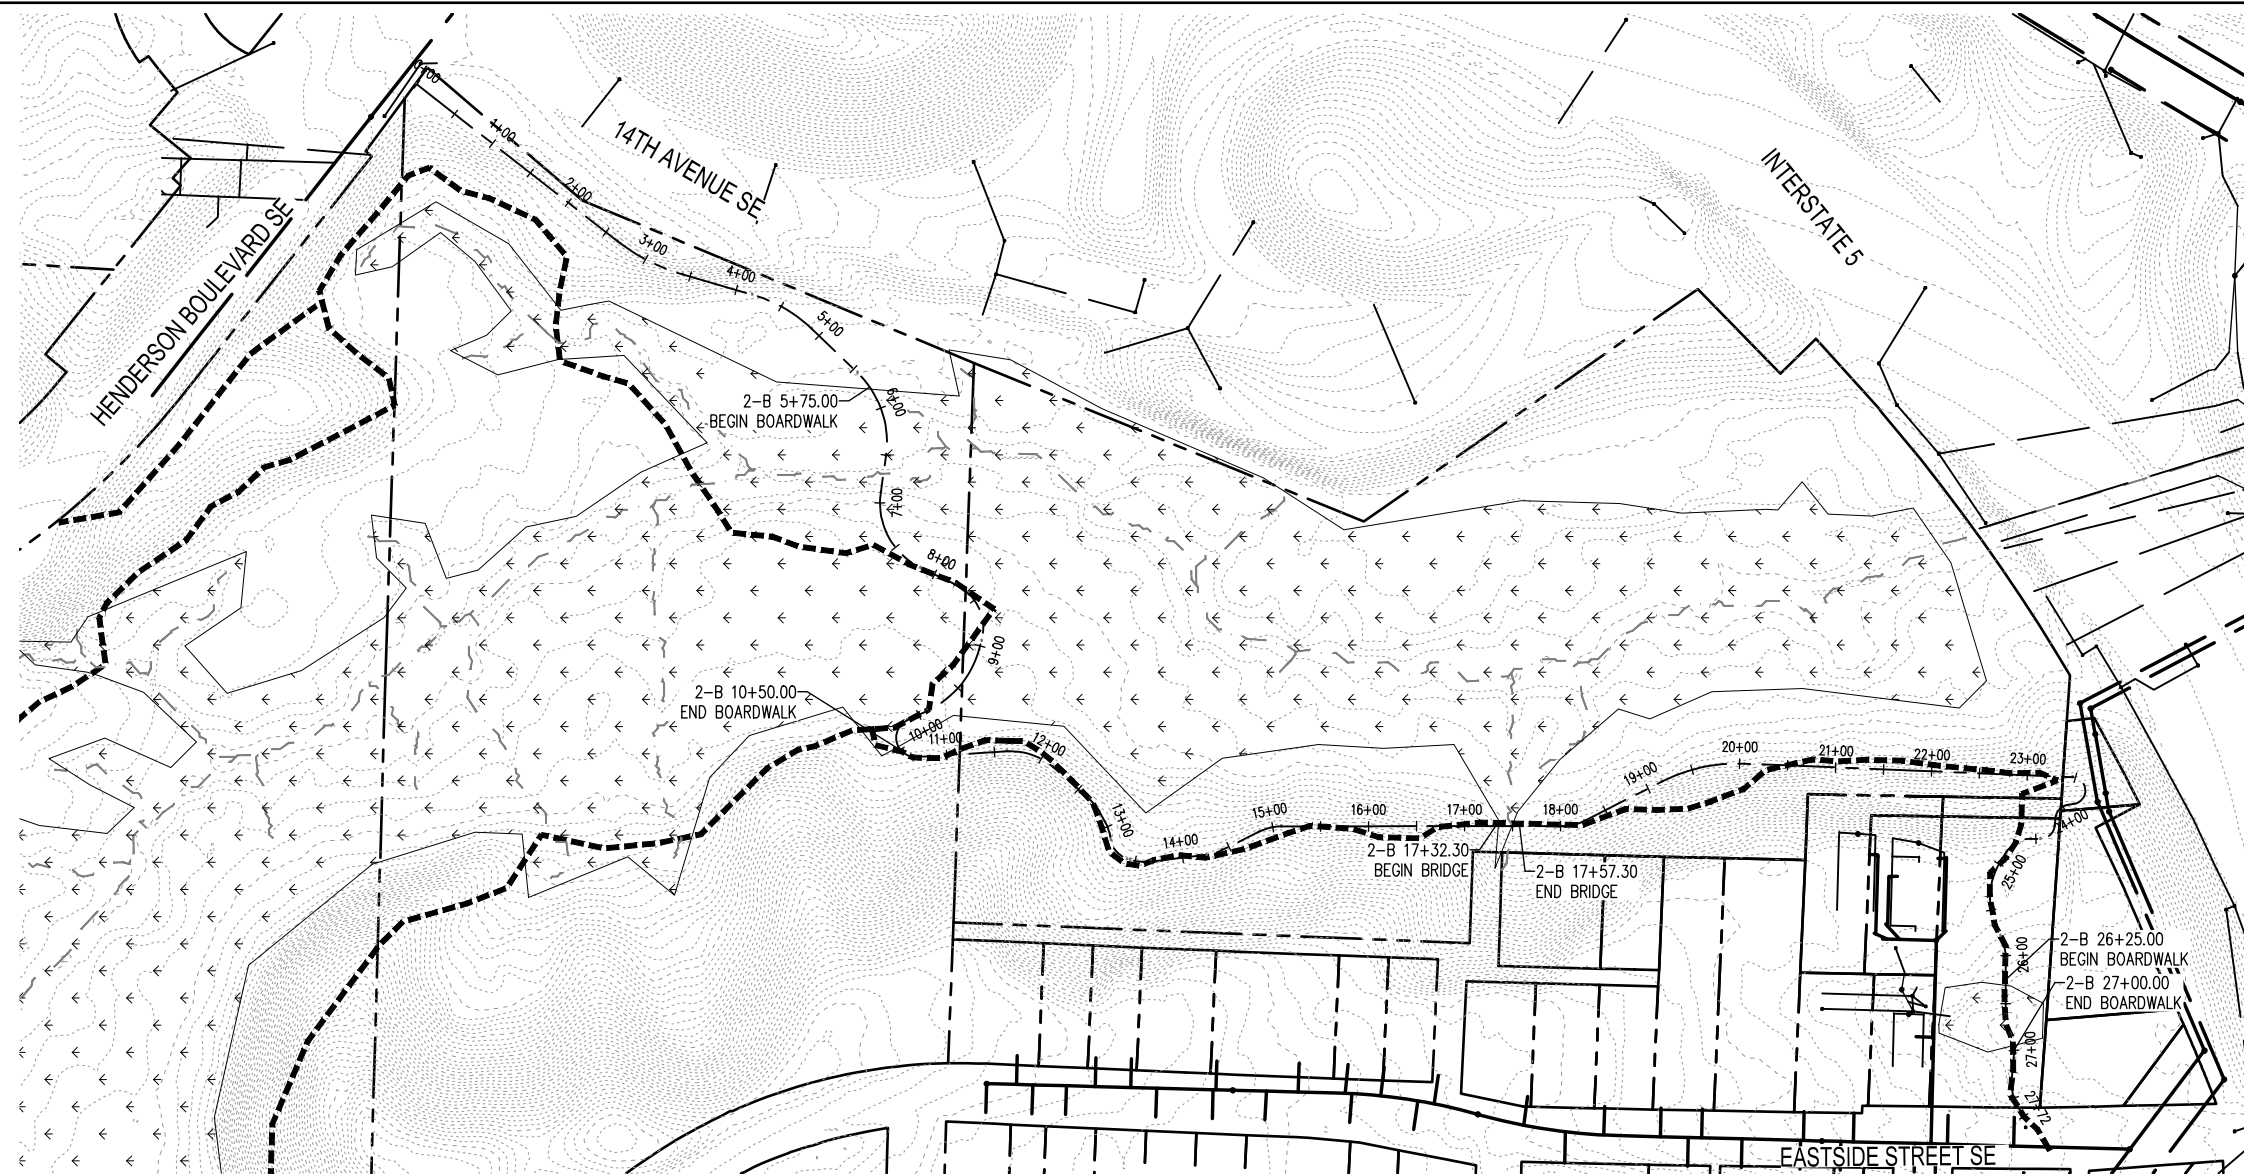 0+00
1+00
14TH AVENUE SE
2+00
3+00
4+00
INTERSTATE 5
HENDERSON BOULEVARD SE
5+00
6+00
2-B 5+75.00
BEGIN BOARDWALK
7+00
8+00
9+00
2-B 10+50.00
END BOARDWALK
10+00
11+00
12+00
13+00
14+00
15+00
16+00
17+00
18+00
19+00
20+00
21+00
22+00
23+00
2-B 17+32.30
BEGIN BRIDGE
2-B 17+57.30
END BRIDGE
24+00
25+00
26+00
2-B 26+25.00
BEGIN BOARDWALK
2-B 27+00.00
END BOARDWALK
27+00
27+72
EASTSIDE STREET SE